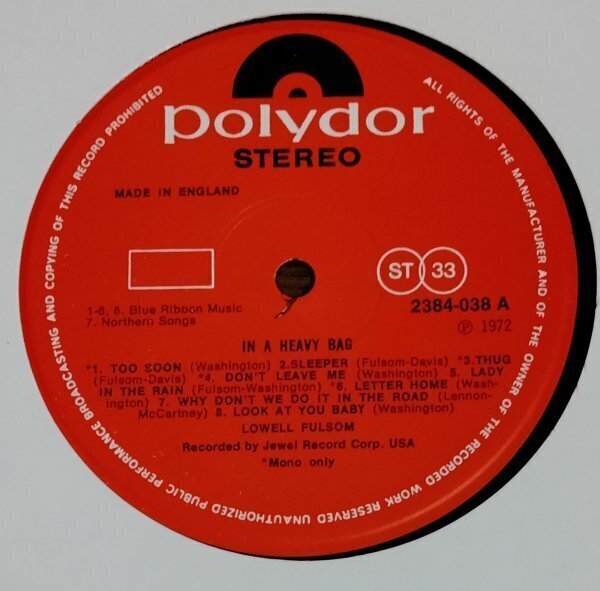 polydor
STEREO
MADE IN ENGLAND
ST 33
2384-038 A
℗ 1972
1-6, 8. Blue Ribbon Music
7. Northern Songs
IN A HEAVY BAG
*1. TOO SOON (Washington) 2.SLEEPER (Fulsom-Davis) *3.THUG
(Fulsom-Davis) *4. DON'T LEAVE ME (Washington) 5. LADY
IN THE RAIN (Fulsom-Washington) *6. LETTER HOME (Wash-
ington) 7. WHY DON'T WE DO IT IN THE ROAD (Lennon-
McCartney) 8. LOOK AT YOU BABY (Washington)
LOWELL FULSOM
Recorded by Jewel Record Corp. USA
*Mono only
ALL RIGHTS OF THE MANUFACTURER AND OF THE OWNER OF THE RECORDED WORK RESERVED UNAUTHORIZED PUBLIC PERFORMANCE BROADCASTING AND COPYING OF THIS RECORD PROHIBITED